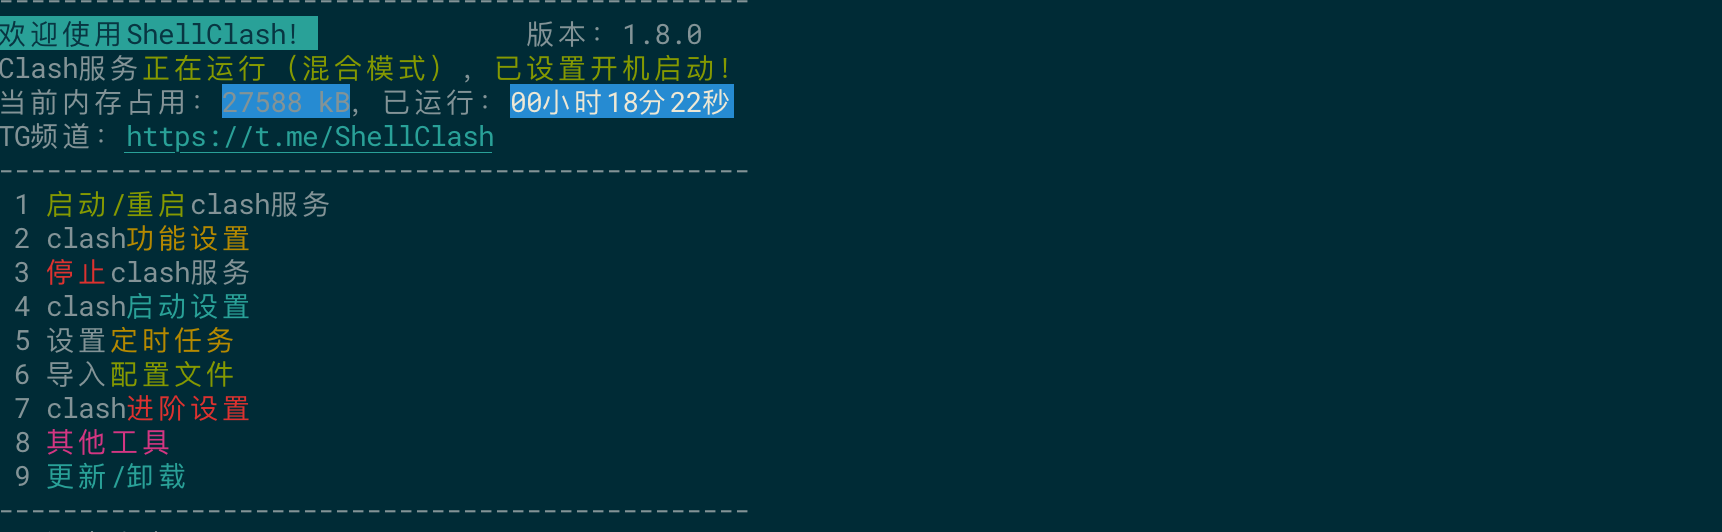 -----------------------------------------------
欢迎使用ShellClash! 版本: 1.8.0
Clash服务正在运行（混合模式）, 已设置开机启动!
当前内存占用: 27588 kB, 已运行: 00小时18分22秒
TG频道: https://t.me/ShellClash
-----------------------------------------------
1 启动/重启clash服务
2 clash功能设置
3 停止clash服务
4 clash启动设置
5 设置定时任务
6 导入配置文件
7 clash进阶设置
8 其他工具
9 更新/卸载
-----------------------------------------------